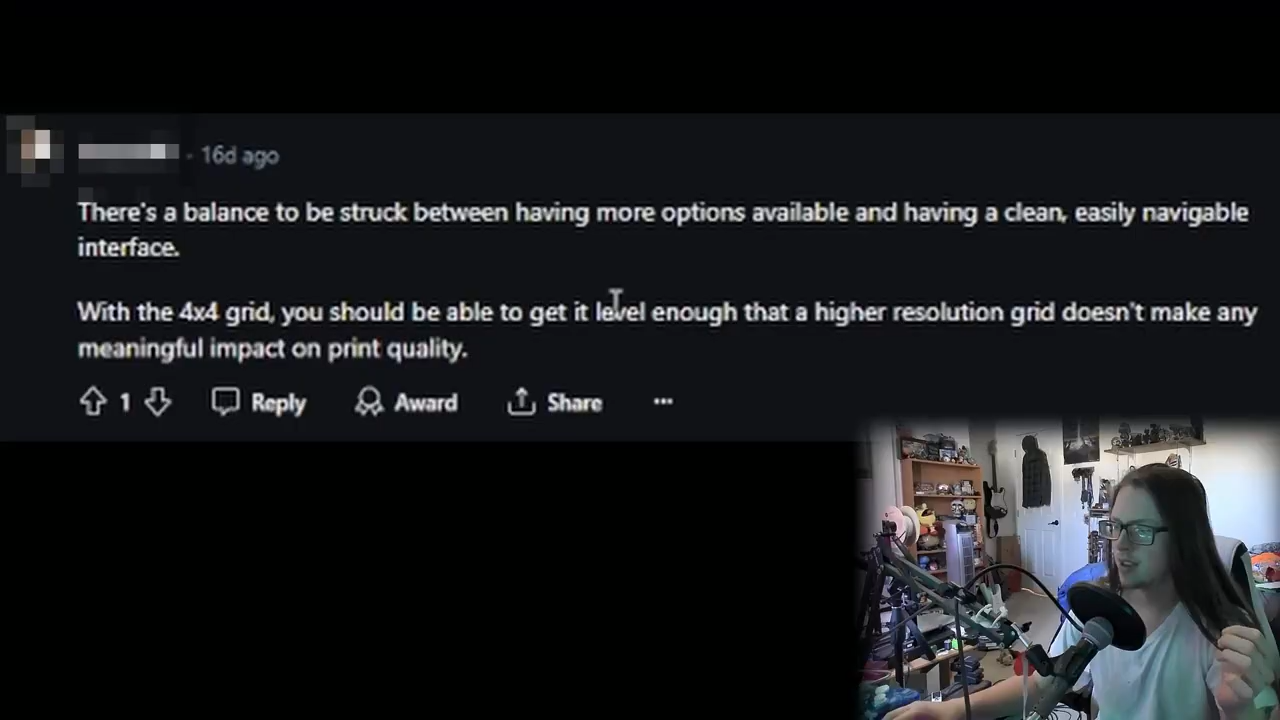 · 16d ago
There's a balance to be struck between having more options available and having a clean, easily navigable
interface.
With the 4x4 grid, you should be able to get it level enough that a higher resolution grid doesn't make any
meaningful impact on print quality.
1 Reply Award Share ...